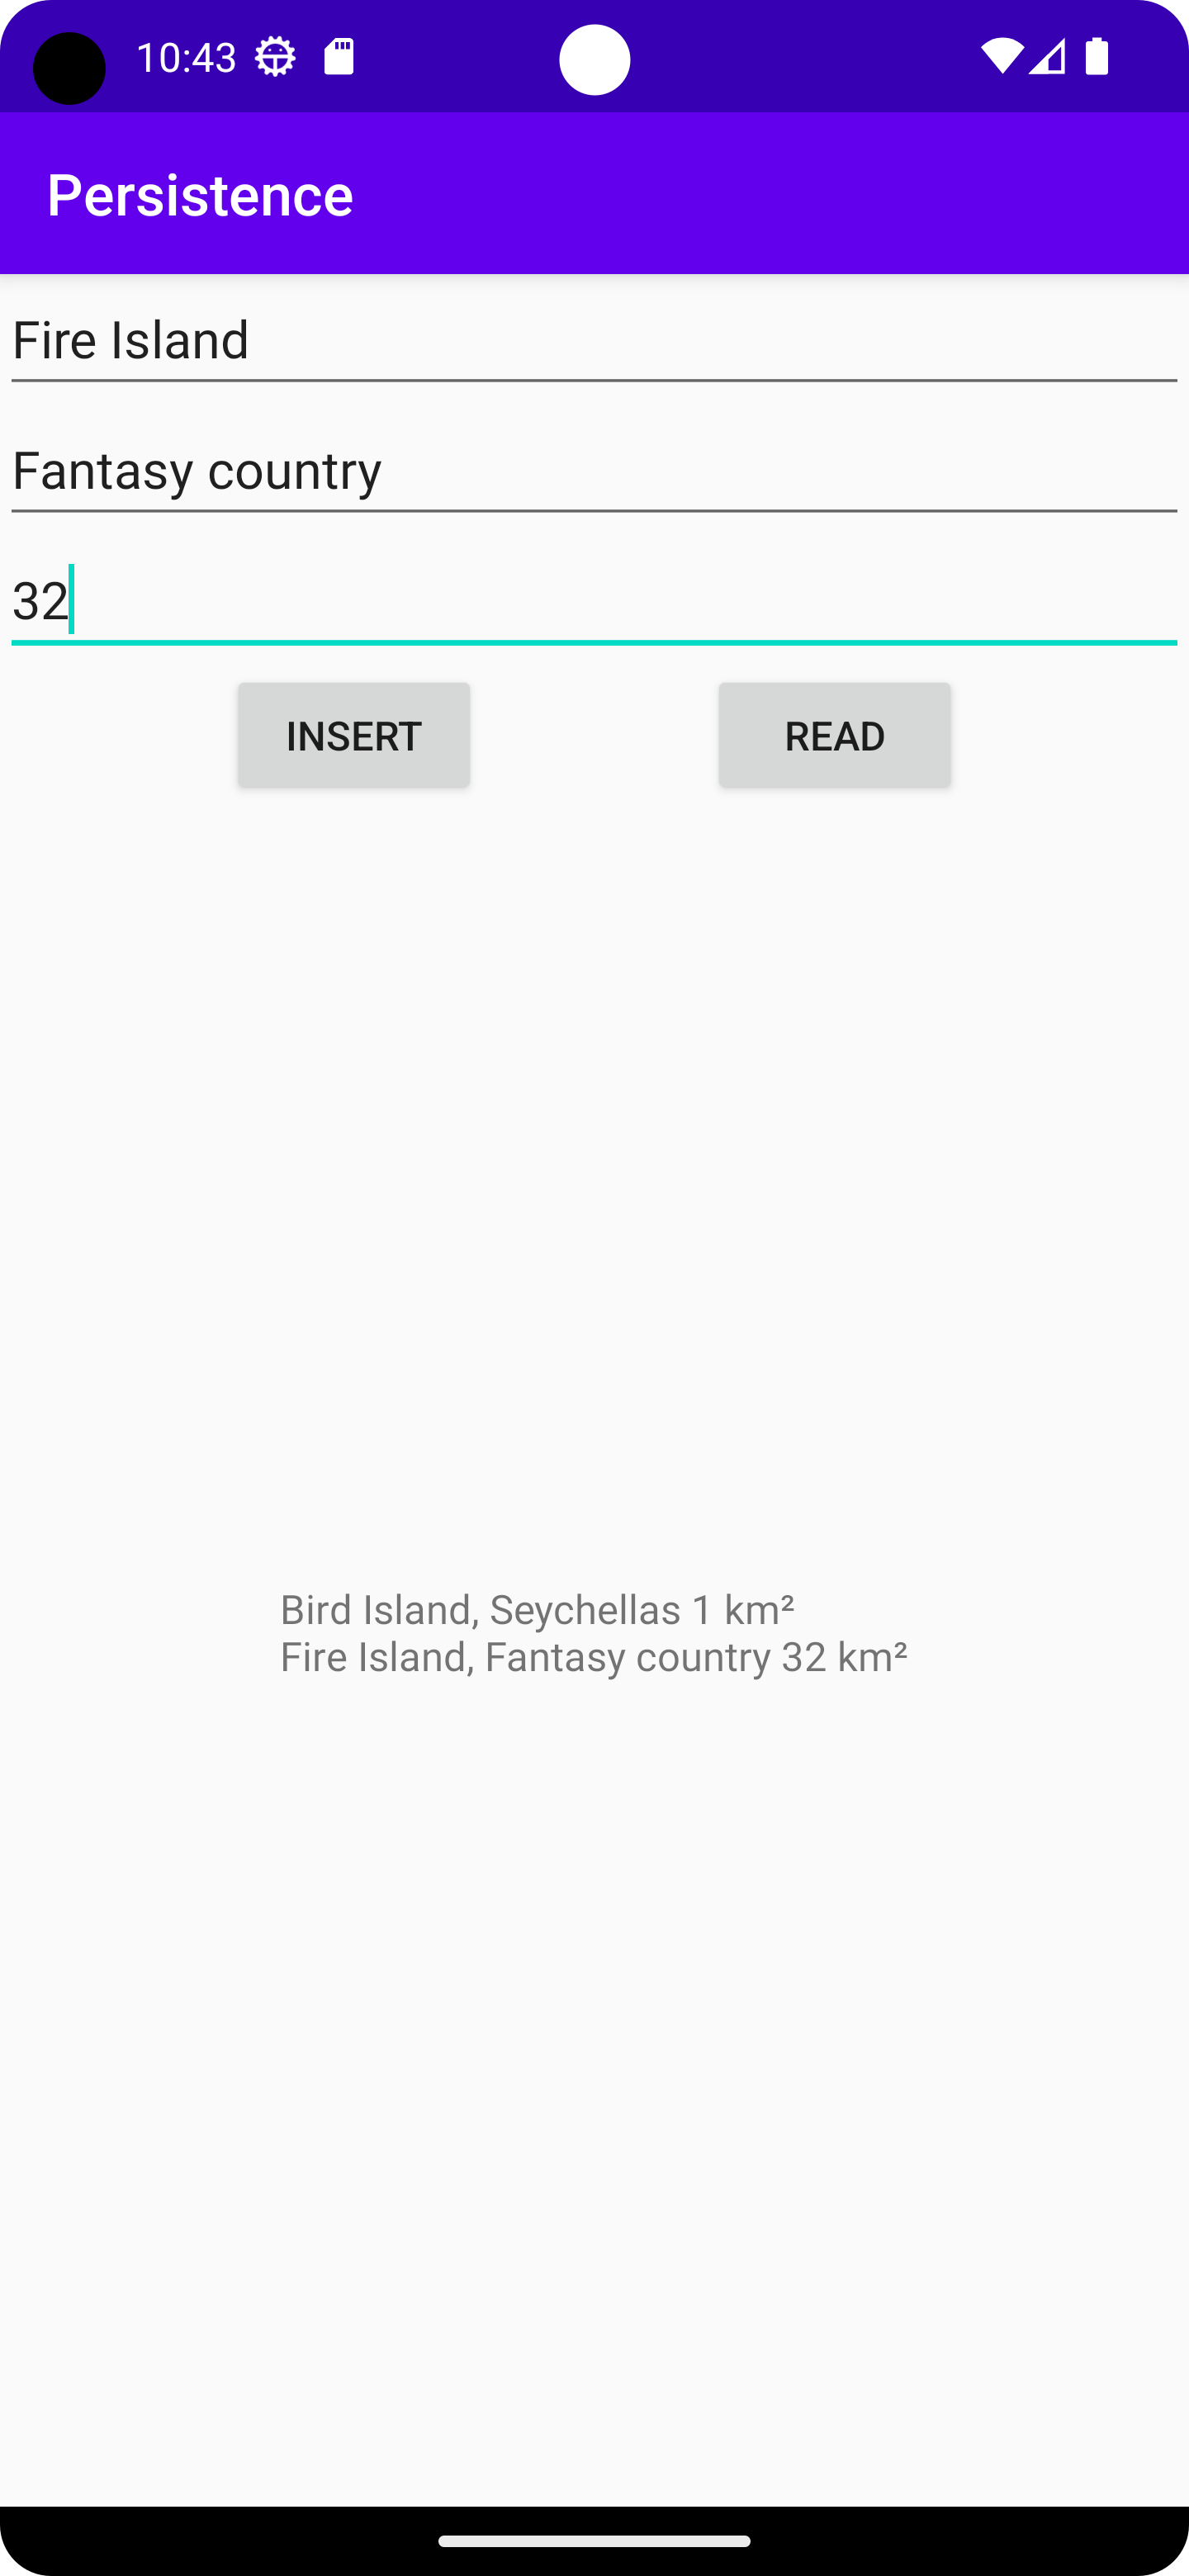 10:43
Persistence
Fire Island
Fantasy country
32
INSERT READ
Bird Island, Seychellas 1 km²
Fire Island, Fantasy country 32 km²